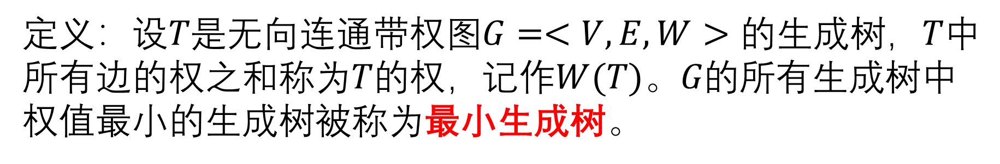 定义：设T是无向连通带权图G =< V, E, W > 的生成树，T中
所有边的权之和称为T的权，记作W(T)。G的所有生成树中
权值最小的生成树被称为最小生成树。